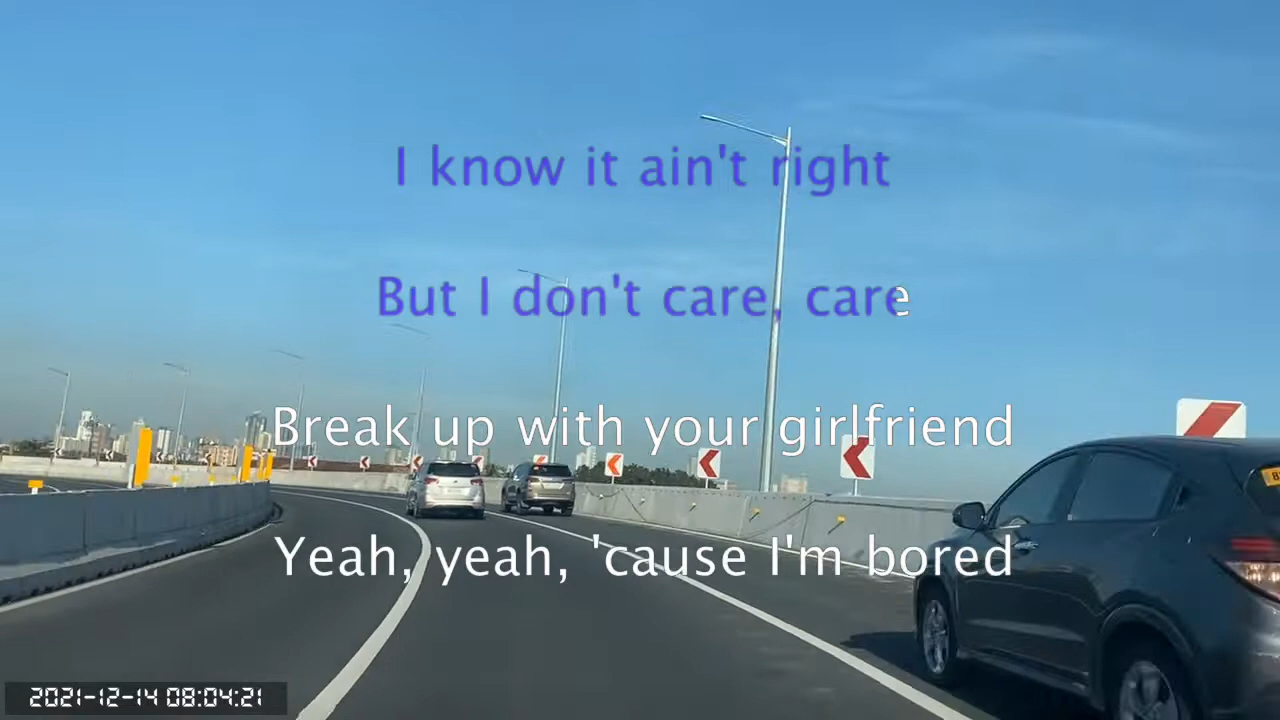 I know it ain't right
But I don't care, care
Break up with your girlfriend
Yeah, yeah, 'cause I'm bored
2021-12-14 08:04:21